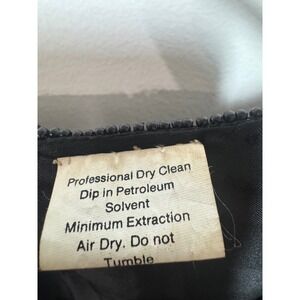 Professional Dry Clean
Dip in Petroleum
Solvent
Minimum Extraction
Air Dry. Do not
Tumble